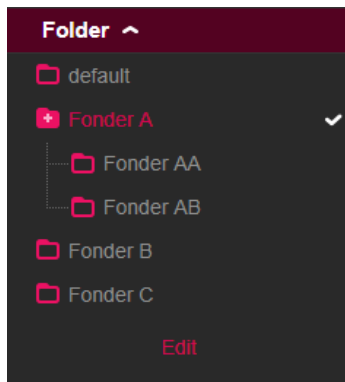 Folder
default
Fonder A
Fonder AA
Fonder AB
Fonder B
Fonder C
Edit